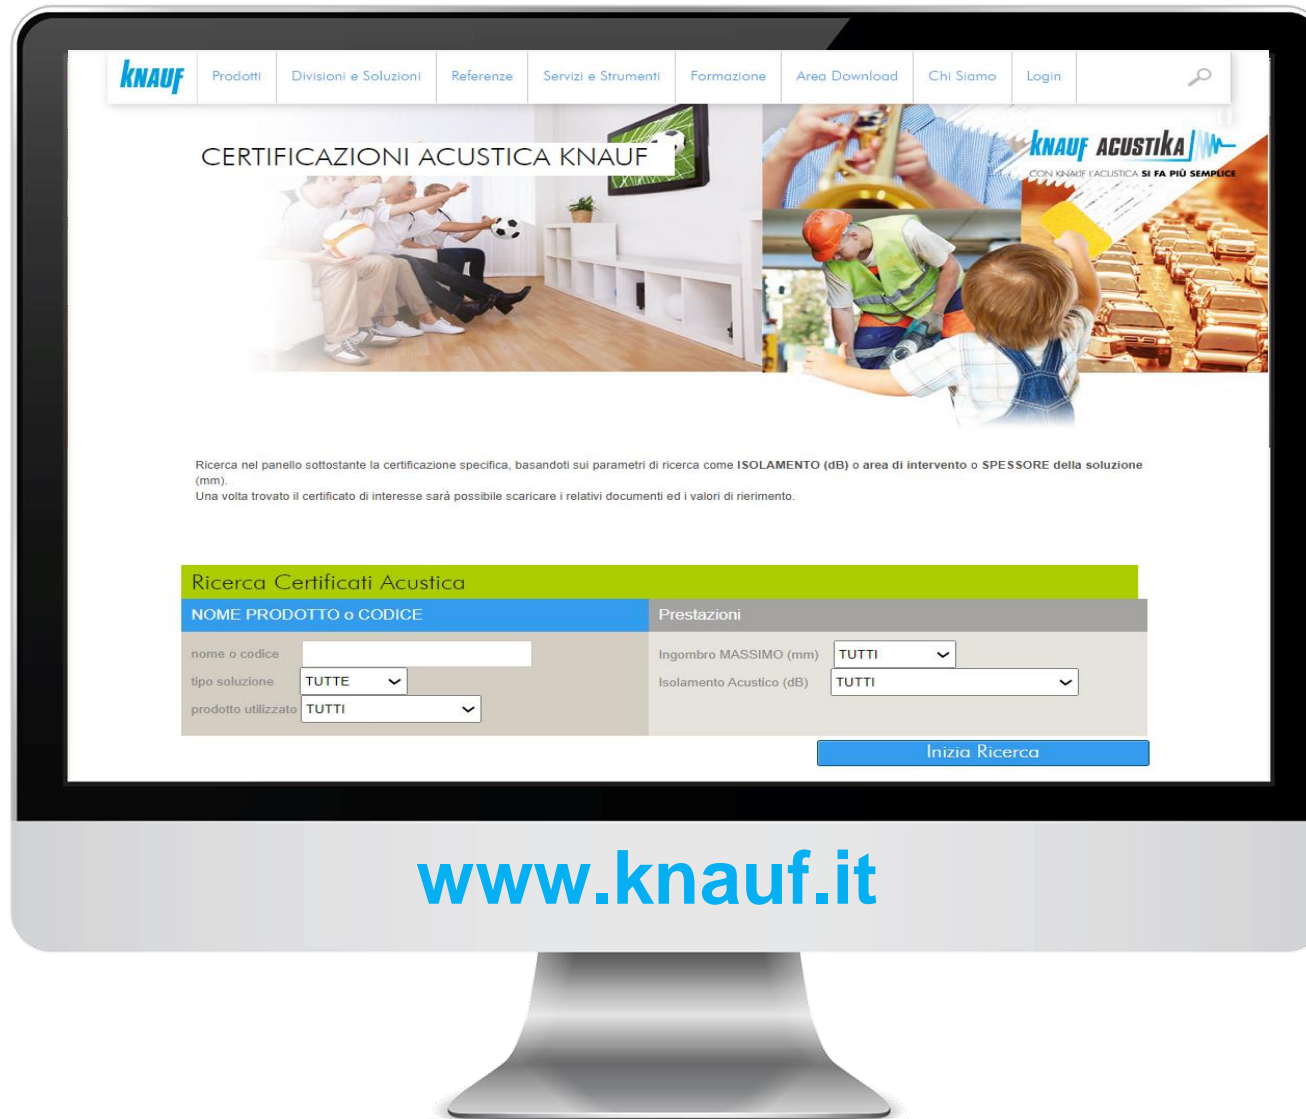 KNAUF
Prodotti
Divisioni e Soluzioni
Referenze
Servizi e Strumenti
Formazione
Area Download
Chi Siamo
Login
CERTIFICAZIONI ACUSTICA KNAUF
KNAUF ACUSTIKA
CON KNAUF L'ACUSTICA SI FA PIÙ SEMPLICE
Ricerca nel panello sottostante la certificazione specifica, basandoti sui parametri di ricerca come ISOLAMENTO (dB) o area di intervento o SPESSORE della soluzione
(mm).
Una volta trovato il certificato di interesse sarà possibile scaricare i relativi documenti ed i valori di rierimento.
Ricerca Certificati Acustica
NOME PRODOTTO o CODICE
Prestazioni
nome o codice
Ingombro MASSIMO (mm) TUTTI
tipo soluzione TUTTE
Isolamento Acustico (dB) TUTTI
prodotto utilizzato TUTTI
Inizia Ricerca
www.knauf.it